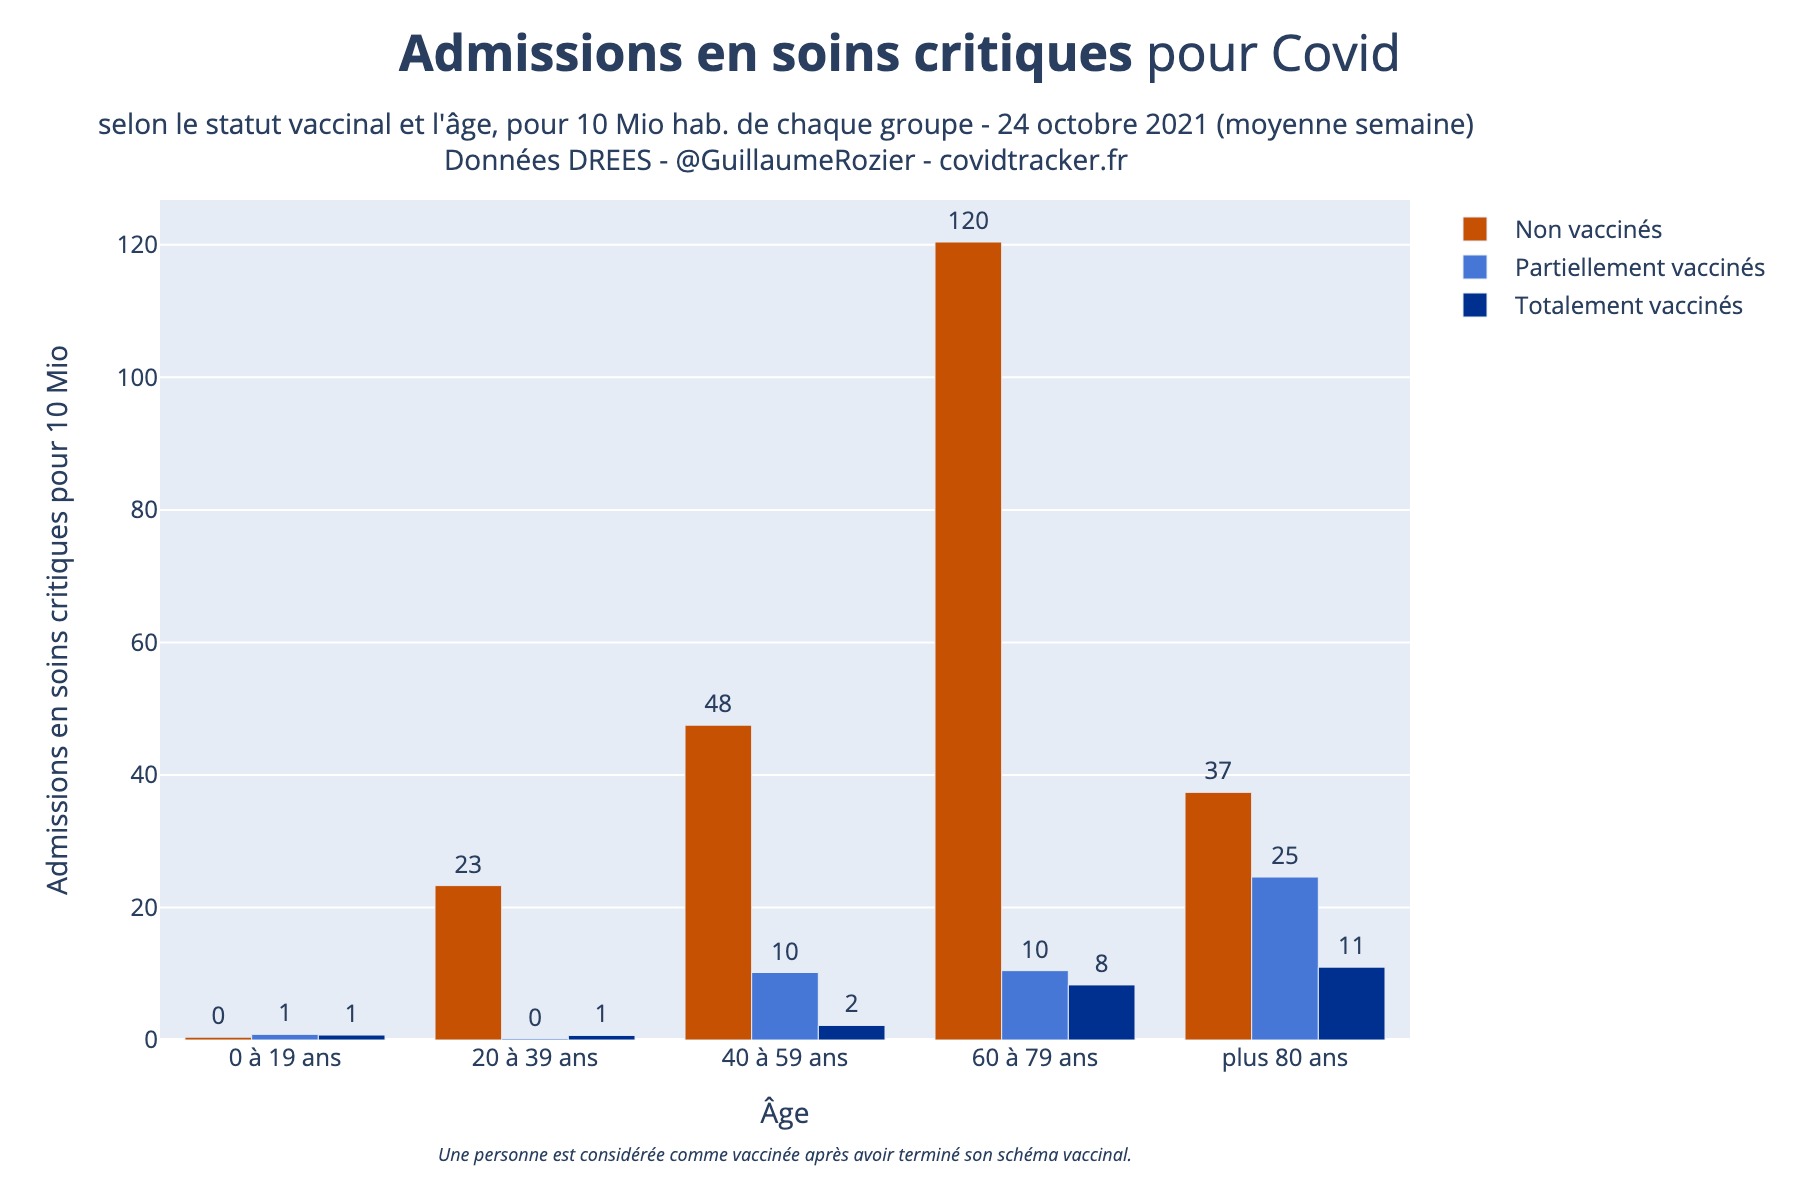 Admissions en soins critiques pour Covid
selon le statut vaccinal et l'âge, pour 10 Mio hab. de chaque groupe - 24 octobre 2021 (moyenne semaine)
Données DREES - @GuillaumeRozier - covidtracker.fr
Non vaccinés
Partiellement vaccinés
Totalement vaccinés
Admissions en soins critiques pour 10 Mio
120
100
80
60
40
20
0
0 1 1
23 0 1
48 10 2
120 10 8
37 25 11
0 à 19 ans
20 à 39 ans
40 à 59 ans
60 à 79 ans
plus 80 ans
Âge
Une personne est considérée comme vaccinée après avoir terminé son schéma vaccinal.